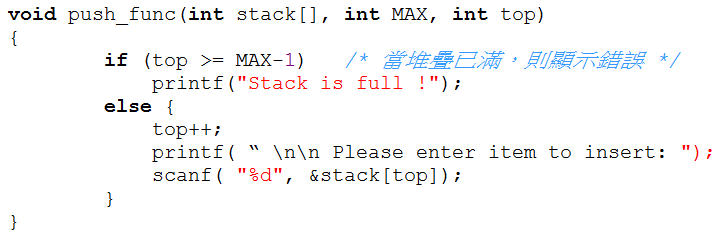 void push_func(int stack[], int MAX, int top)
{
        if (top >= MAX-1)   /* 當堆疊已滿，則顯示錯誤 */
            printf("Stack is full !");
        else {
            top++;
            printf( “ \n\n Please enter item to insert: ");
            scanf( "%d", &stack[top]);
        }
}